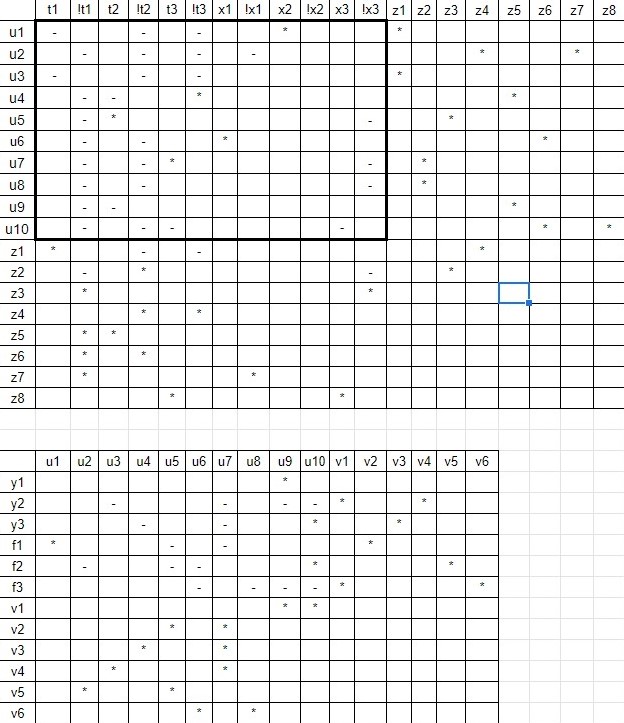 t1 !t1 t2 !t2 t3 !t3 x1 !x1 x2 !x2 x3 !x3 z1 z2 z3 z4 z5 z6 z7 z8
u1 - - - * *
u2 - - - - * *
u3 - - - *
u4 - - * *
u5 - * - *
u6 - - * *
u7 - - * - *
u8 - - - *
u9 - - *
u10 - - - - * *
z1 * - - *
z2 - * - *
z3 * *
z4 * *
z5 * *
z6 * *
z7 * *
z8 * *
u1 u2 u3 u4 u5 u6 u7 u8 u9 u10 v1 v2 v3 v4 v5 v6
y1 *
y2 - - - - * *
y3 - - * *
f1 * - - *
f2 - - - * *
f3 - - - - * *
v1 * *
v2 * *
v3 * *
v4 * *
v5 * *
v6 * *